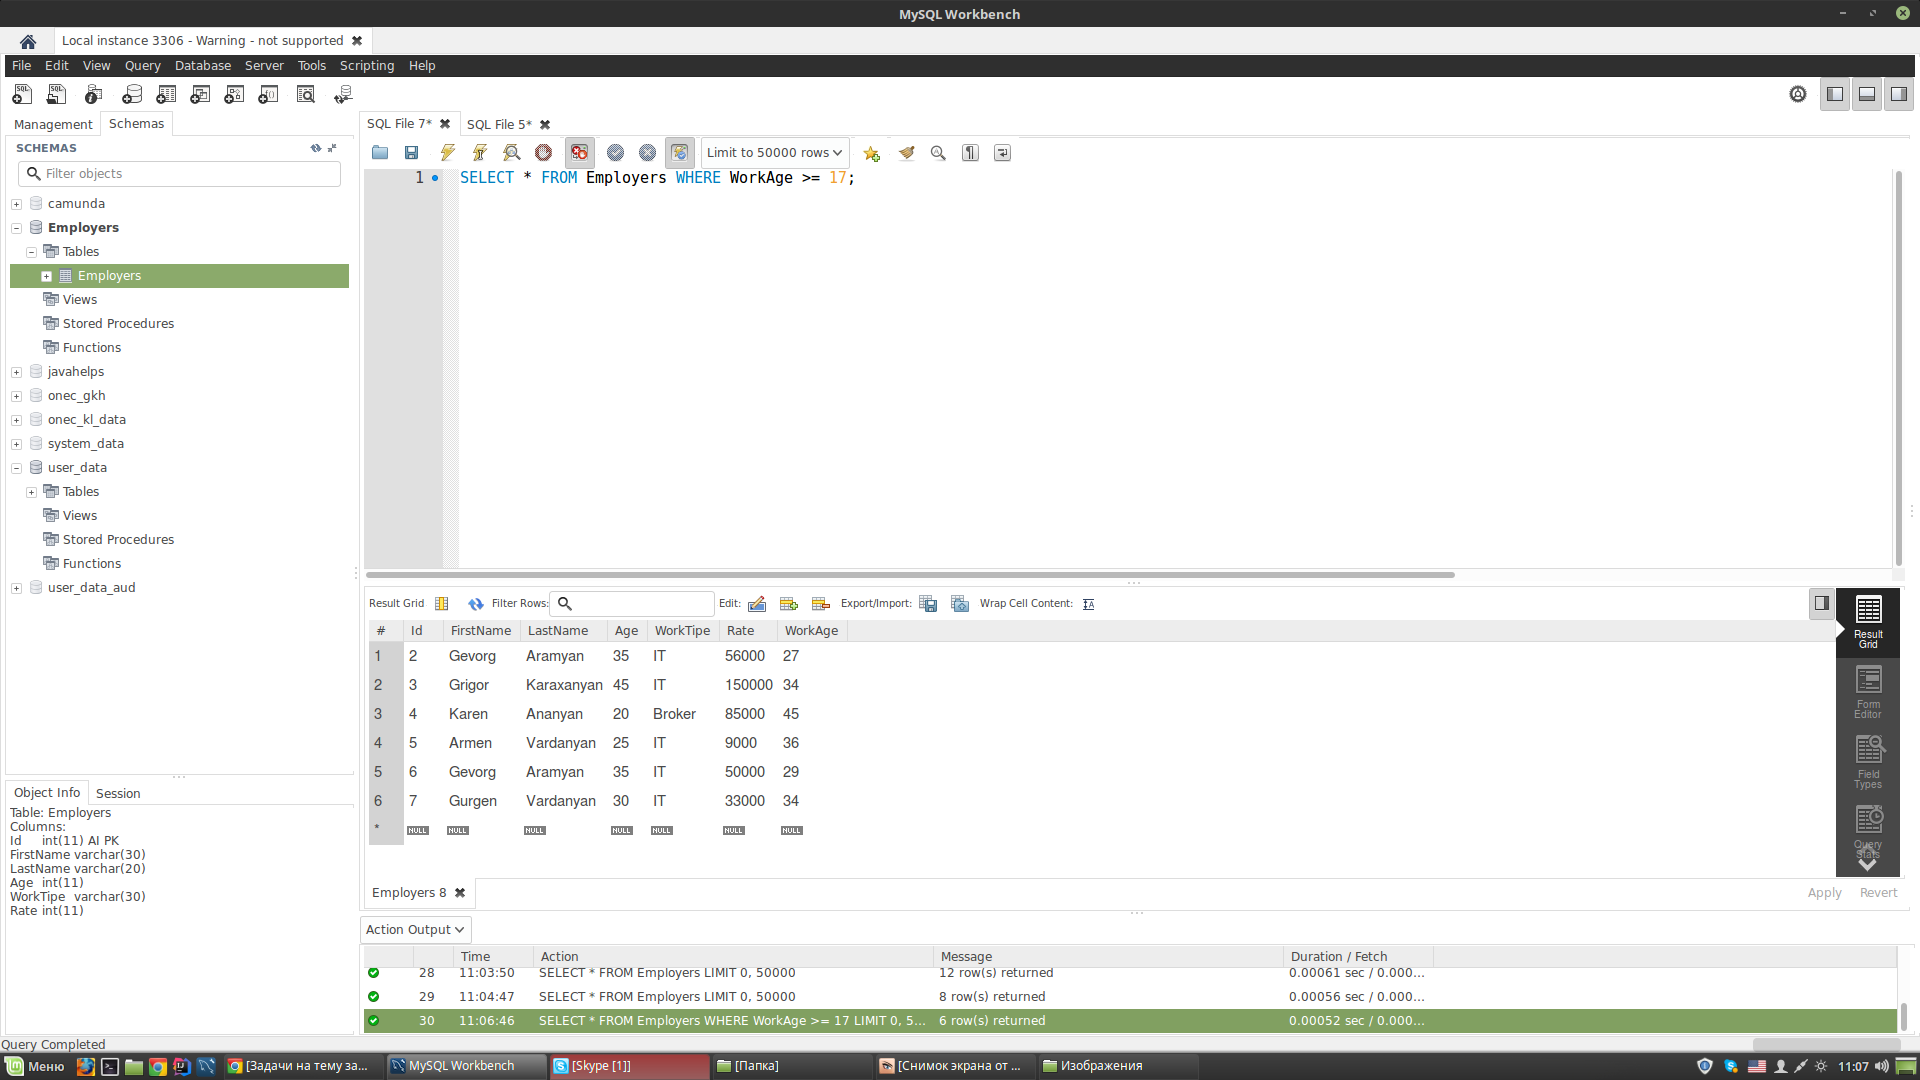 MySQL Workbench
Local instance 3306 - Warning - not supported
File Edit View Query Database Server Tools Scripting Help
Management Schemas
SQL File 7* SQL File 5*
SCHEMAS
Filter objects
Limit to 50000 rows
1 SELECT * FROM Employers WHERE WorkAge >= 17;
camunda
Employers
Tables
Employers
Views
Stored Procedures
Functions
javahelps
onec_gkh
onec_kl_data
system_data
user_data
Tables
Views
Stored Procedures
Functions
user_data_aud
Result Grid Filter Rows: Edit: Export/Import: Wrap Cell Content:
# Id FirstName LastName Age WorkTipe Rate WorkAge
1 2 Gevorg Aramyan 35 IT 56000 27
2 3 Grigor Karaxanyan 45 IT 150000 34
3 4 Karen Ananyan 20 Broker 85000 45
4 5 Armen Vardanyan 25 IT 9000 36
5 6 Gevorg Aramyan 35 IT 50000 29
6 7 Gurgen Vardanyan 30 IT 33000 34
* NULL NULL NULL NULL NULL NULL NULL
Result
Grid
Form
Editor
Field
Types
Query
Stats
Employers 8
Apply Revert
Object Info Session
Table: Employers
Columns:
Id int(11) AI PK
FirstName varchar(30)
LastName varchar(20)
Age int(11)
WorkTipe varchar(30)
Rate int(11)
Action Output
Time Action Message Duration / Fetch
28 11:03:50 SELECT * FROM Employers LIMIT 0, 50000 12 row(s) returned 0.00061 sec / 0.000...
29 11:04:47 SELECT * FROM Employers LIMIT 0, 50000 8 row(s) returned 0.00056 sec / 0.000...
30 11:06:46 SELECT * FROM Employers WHERE WorkAge >= 17 LIMIT 0, 5... 6 row(s) returned 0.00052 sec / 0.000...
Query Completed
Меню [Задачи на тему за... MySQL Workbench [Skype [1]] [Папка] [Снимок экрана от ... Изображения 11:07